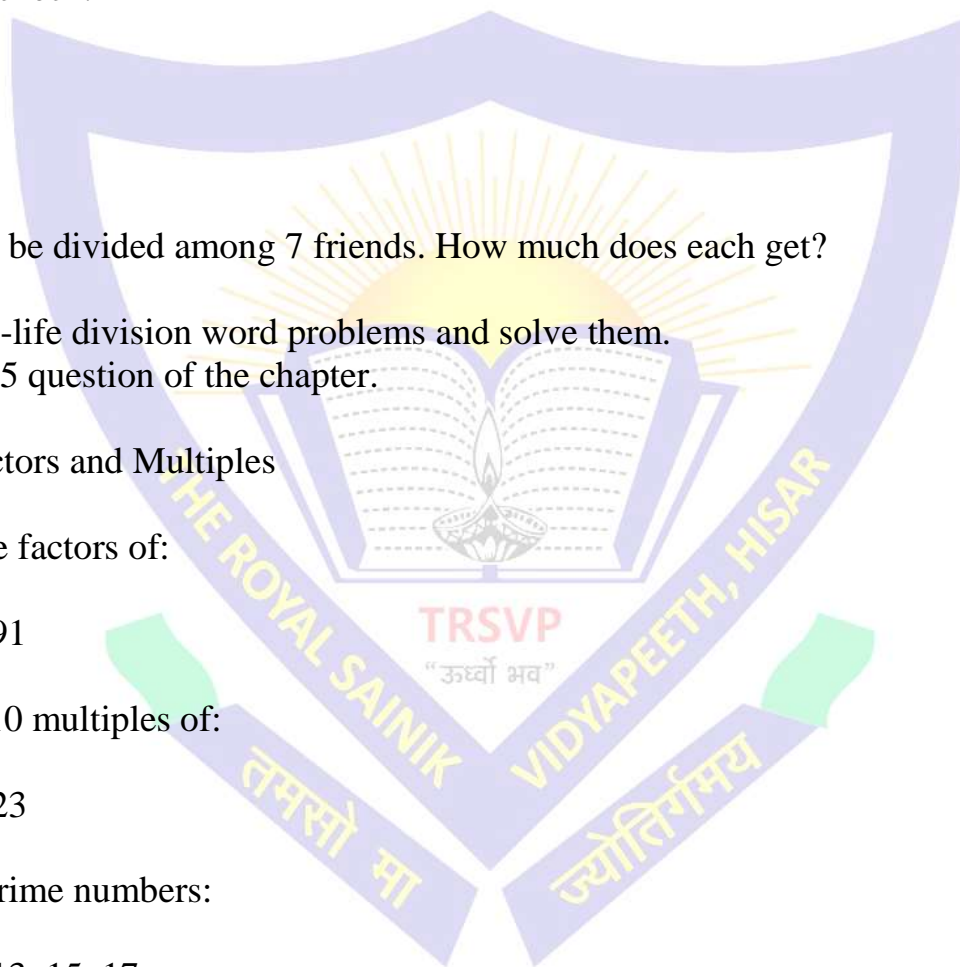 be divided among 7 friends. How much does each get?
-life division word problems and solve them.
5 question of the chapter.
ctors and Multiples
e factors of:
THE ROYAL SAINIK VIDYAPEETH, HISAR
91
TRSVP
“ऊर्ध्वो भव”
10 multiples of:
तमसो मा ज्योतिर्गमय
23
rime numbers: